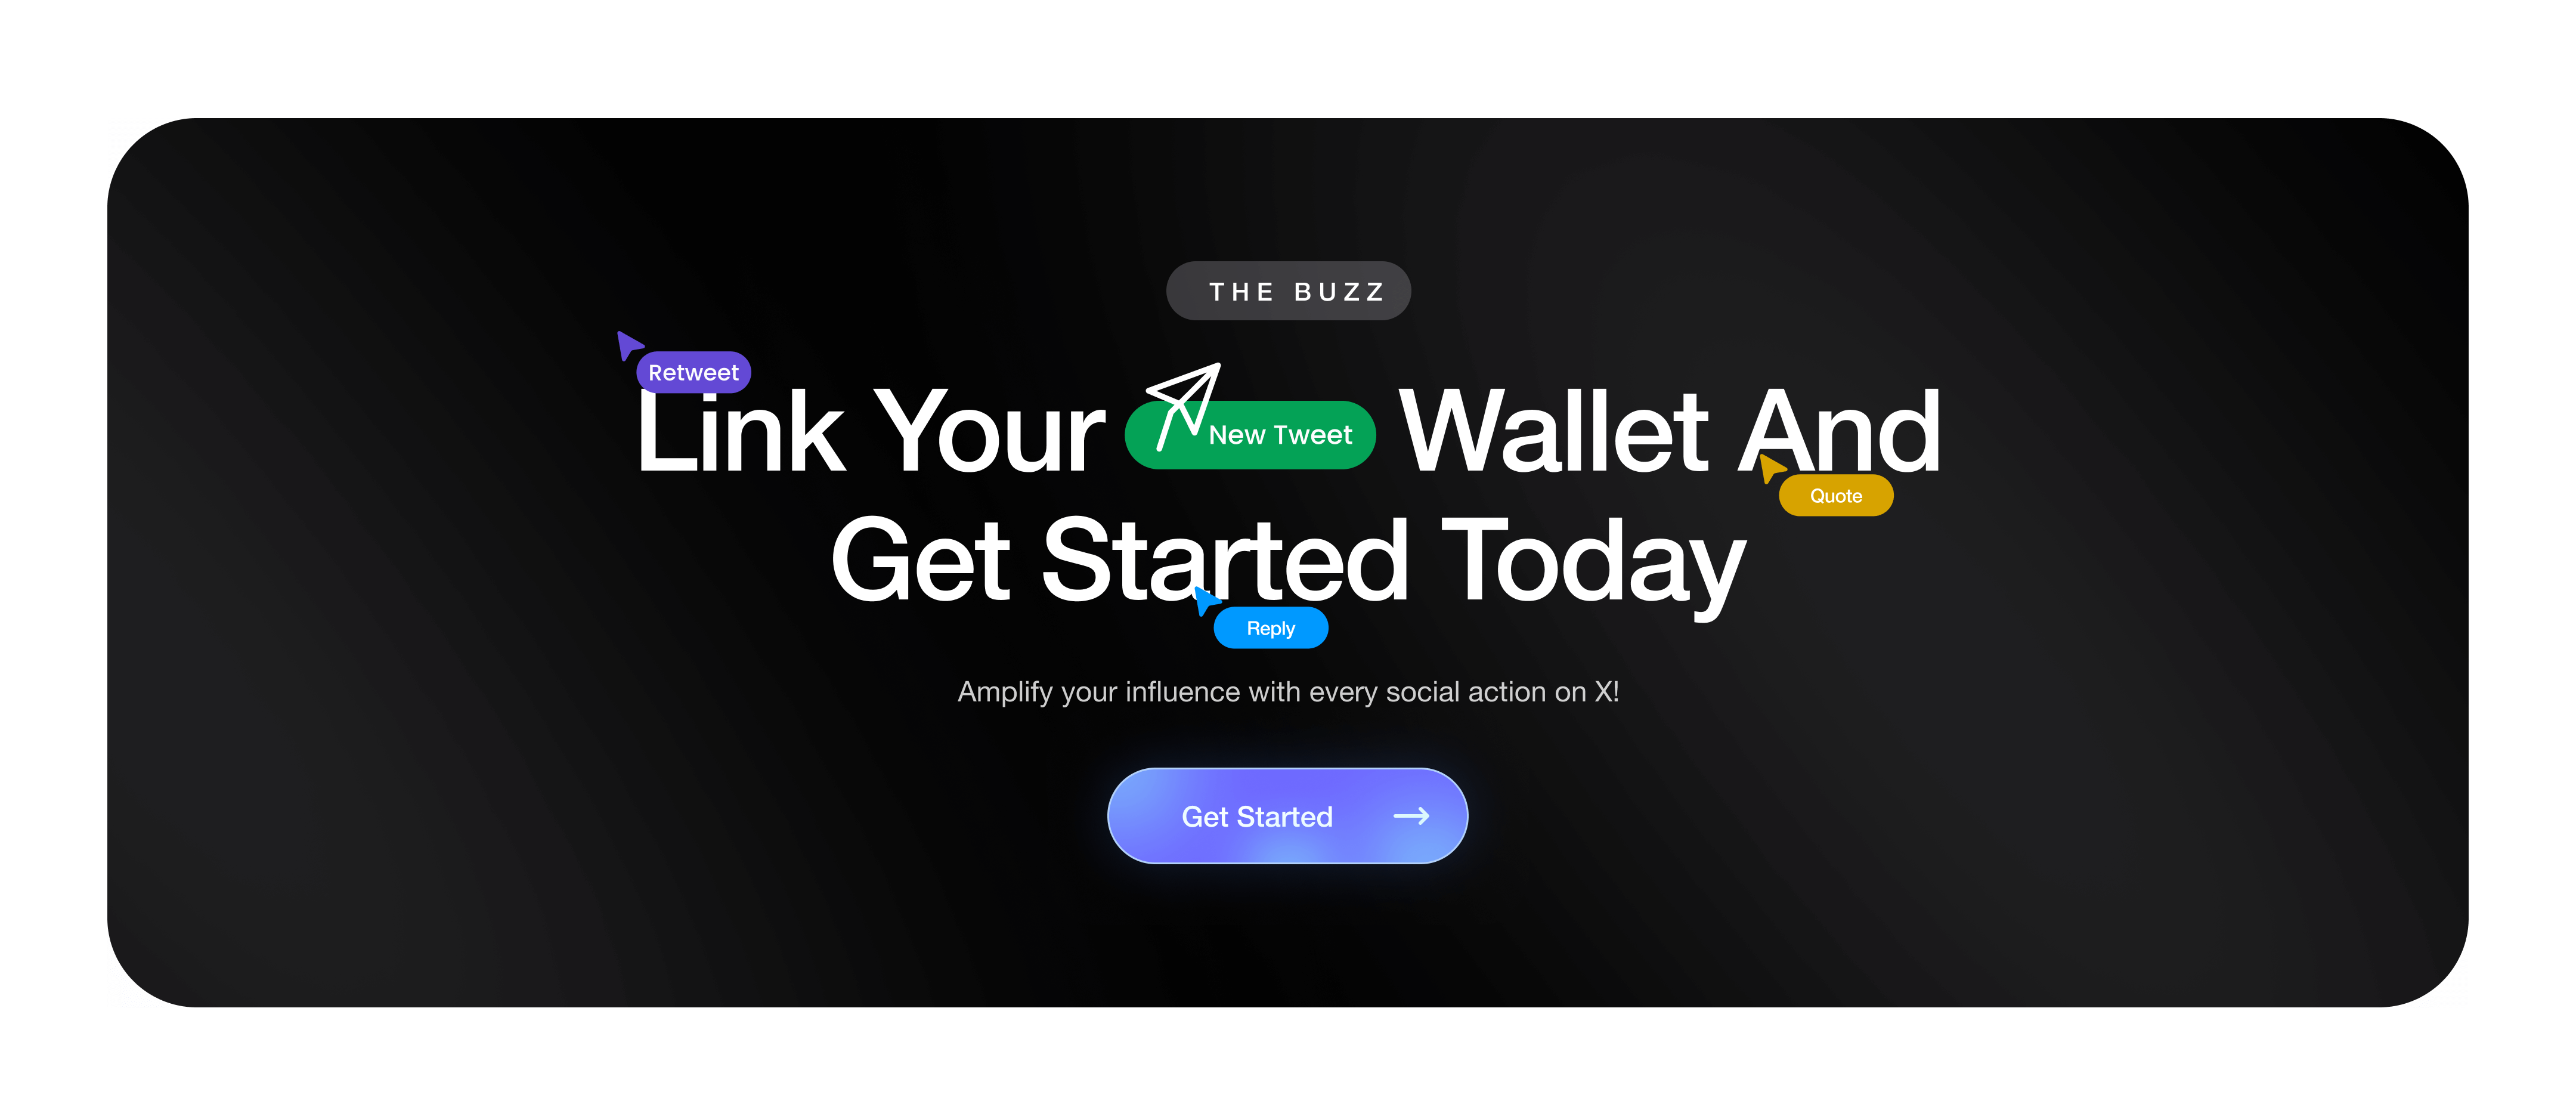 THE BUZZ
Retweet
Link Your New Tweet Wallet And
Quote
Get Started Today
Reply
Amplify your influence with every social action on X!
Get Started